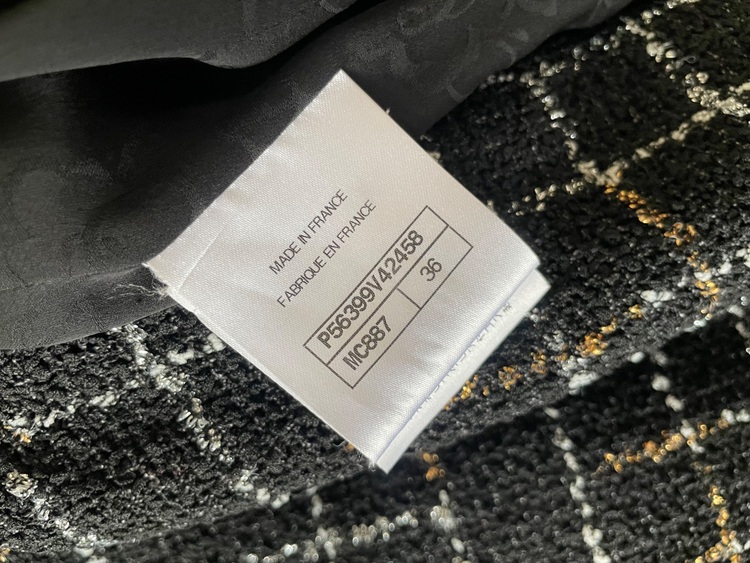 MADE IN FRANCE
FABRIQUE EN FRANCE
P56399V42458
MC887 36